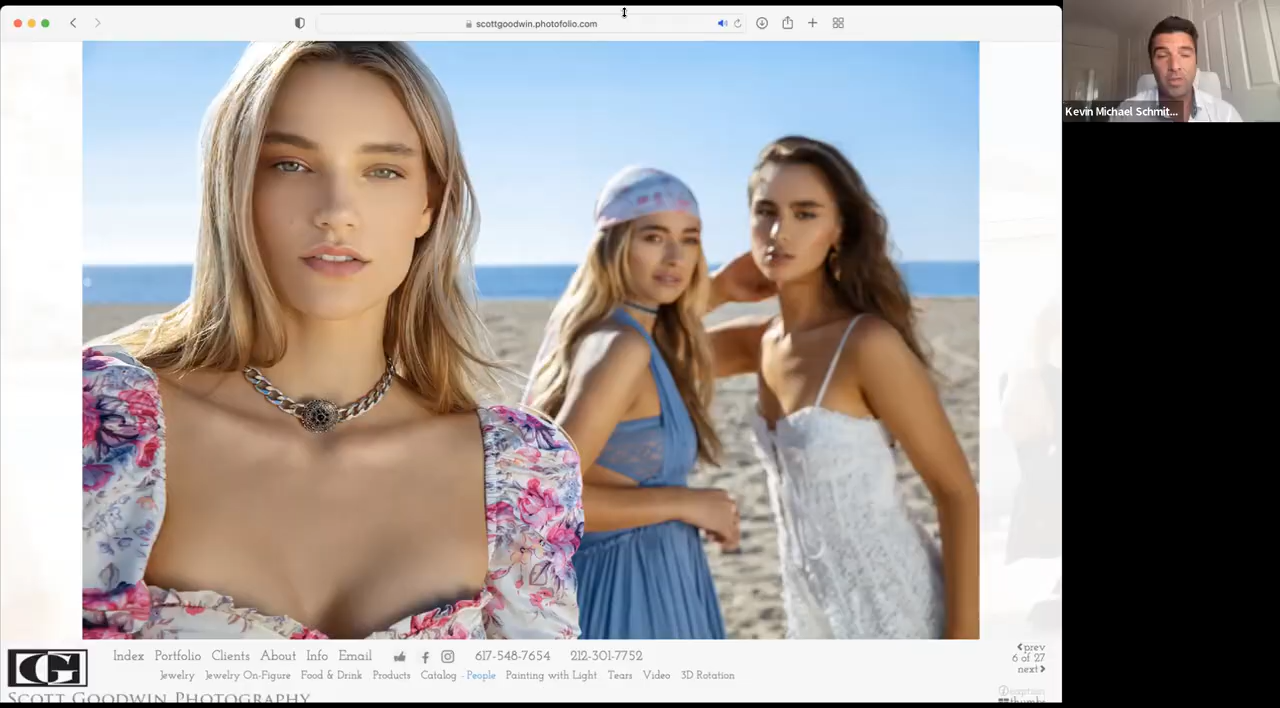 scottgoodwin.photofolio.com
Kevin Michael Schmit...
prev
6 of 27
next
Index Portfolio Clients About Info Email 617-548-7654 212-301-7752
Jewelry Jewelry On-Figure Food & Drink Products Catalog - People Painting with Light Tears Video 3D Rotation
G
SCOTT GOODWIN PHOTOGRAPHY
caption
thumbs